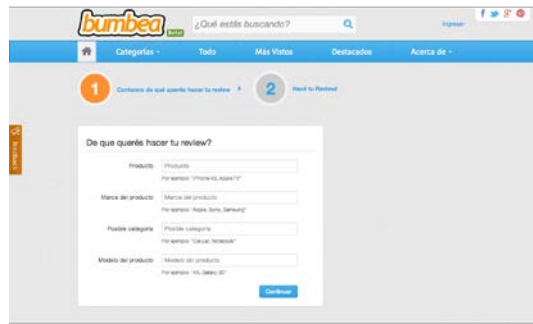 bumbea
Beta!
¿Qué estás buscando?
Ingresar
Categorías
Todo
Más Vistos
Destacados
Acerca de
1
Contanos de qué querés hacer tu review
2
Hacé tu Review!
Feedback
De que querés hacer tu review?
Producto
Producto
Por ejemplo "iPhone 4S, Apple TV"
Marca del producto
Marca del producto
Por ejemplo "Apple, Sony, Samsung"
Posible categoría
Posible categoría
Por ejemplo "Celular, Notebook"
Modelo del producto
Modelo del producto
Por ejemplo "4S, Galaxy S3"
Continuar